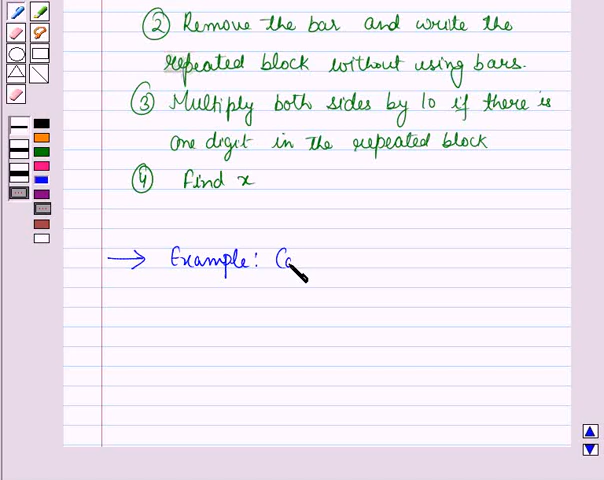 ② Remove the bar and write the
repeated block without using bars.
③ Multiply both sides by 10 if there is
one digit in the repeated block
④ Find x
→ Example: Co